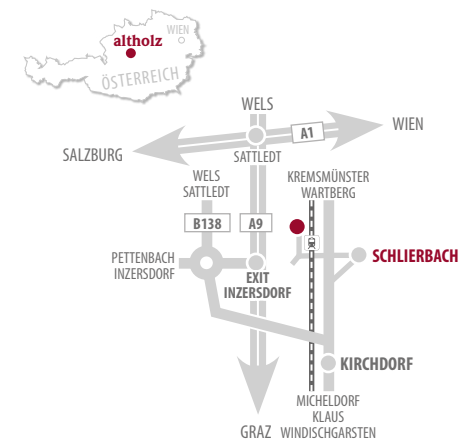 WIEN
altholz
ÖSTERREICH
WELS
A1
WIEN
SALZBURG
SATTLEDT
WELS
SATTLEDT
KREMSMÜNSTER
WARTBERG
B138
A9
PETTENBACH
INZERSDORF
EXIT
INZERSDORF
SCHLIERBACH
KIRCHDORF
MICHELDORF
KLAUS
GRAZ
WINDISCHGARSTEN